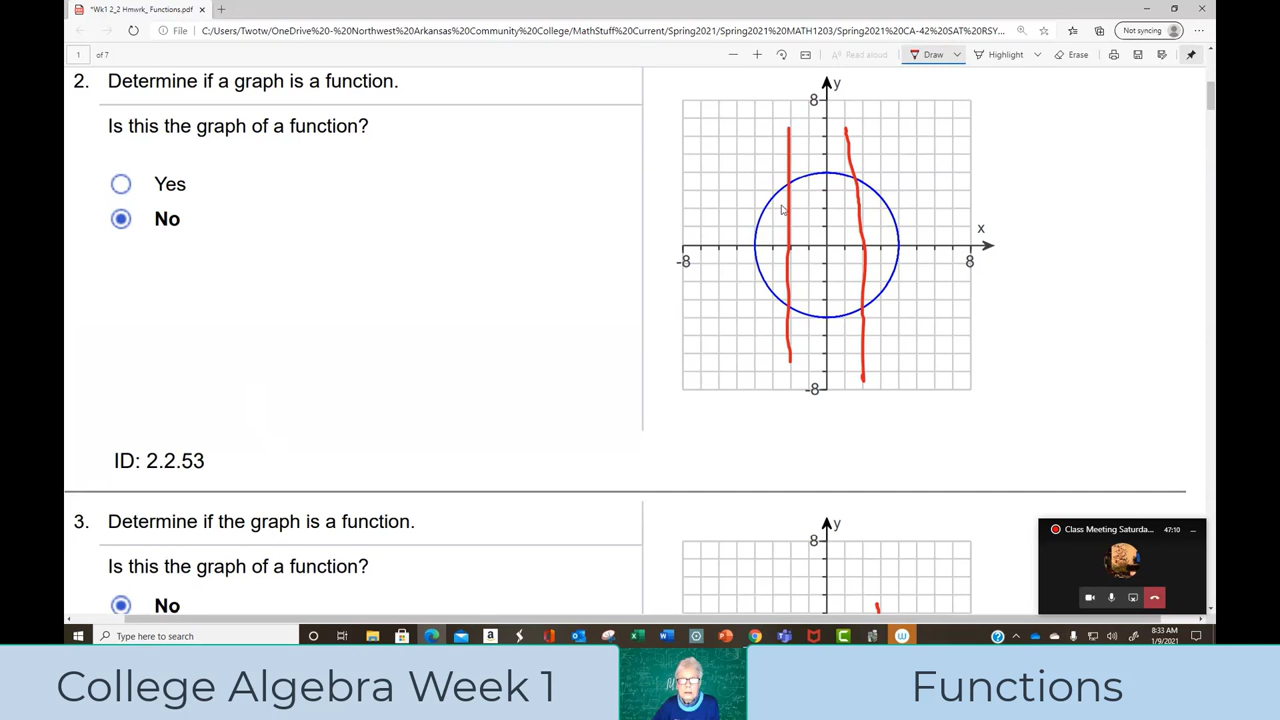 *Wk1 2_2 Hmwrk_ Functions.pdf
File
C:/Users/Twotw/OneDrive%20-%20Northwest%20Arkansas%20Community%20College/MathStuff%20Current/Spring2021/Spring2021%20MATH1203/Spring2021%20CA-42%20SAT%20RSY...
Not syncing
1
of 7
Read aloud
Draw
Highlight
Erase
2. Determine if a graph is a function.
Is this the graph of a function?
Yes
No
y
8
x
-8
8
-8
ID: 2.2.53
3. Determine if the graph is a function.
Is this the graph of a function?
No
y
8
Class Meeting Saturda...
47:10
Type here to search
8:33 AM
1/9/2021
College Algebra Week 1
Functions